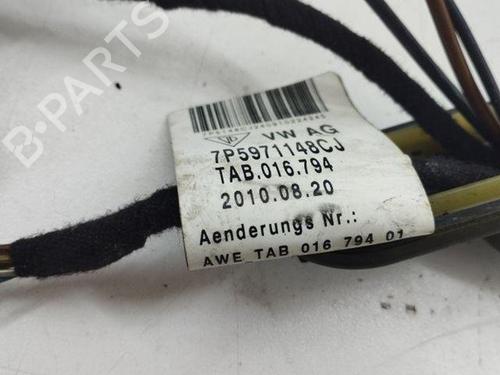 B-PARTS
VW AG
7P5971148CJ
TAB.016.794
2010.08.20
Aenderungs Nr.:
AWE TAB 016 794 01